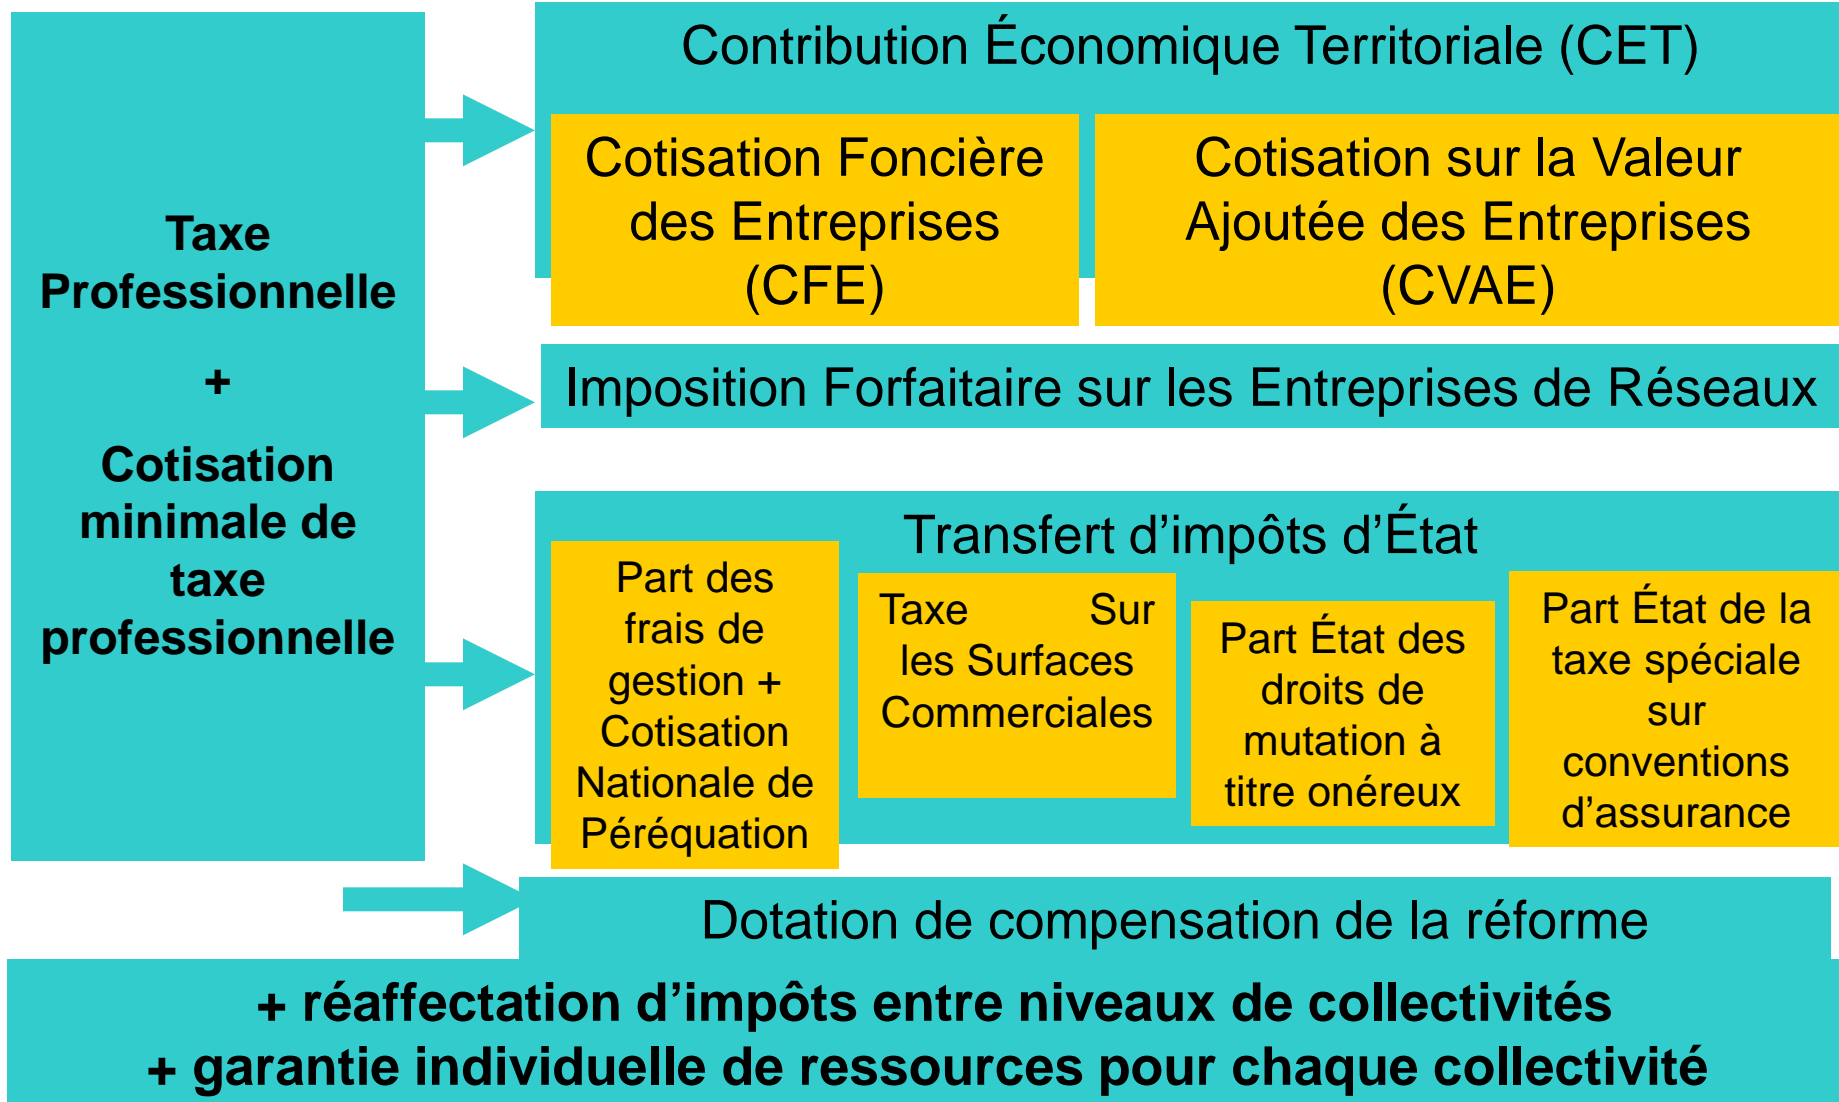 Taxe
Professionnelle
+
Cotisation
minimale de
taxe
professionnelle
Contribution Économique Territoriale (CET)
Cotisation Foncière
des Entreprises
(CFE)
Cotisation sur la Valeur
Ajoutée des Entreprises
(CVAE)
Imposition Forfaitaire sur les Entreprises de Réseaux
Transfert d’impôts d’État
Part des
frais de
gestion +
Cotisation
Nationale de
Péréquation
Taxe Sur
les Surfaces
Commerciales
Part État des
droits de
mutation à
titre onéreux
Part État de la
taxe spéciale
sur
conventions
d’assurance
Dotation de compensation de la réforme
+ réaffectation d’impôts entre niveaux de collectivités
+ garantie individuelle de ressources pour chaque collectivité